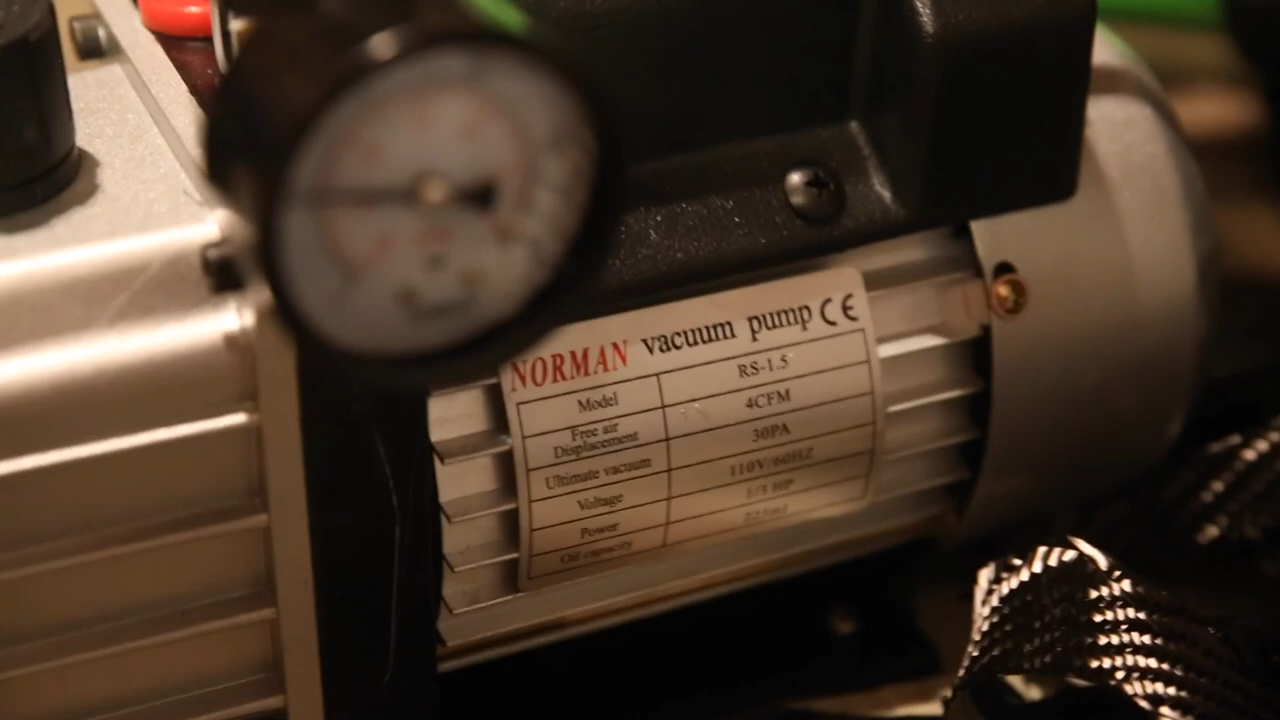 NORMAN vacuum pump CE
Model RS-1.5
Free air Displacement 4CFM
Ultimate vacuum 30PA
Voltage 110V/60HZ
Power 1/3 HP
Oil capacity 225ml